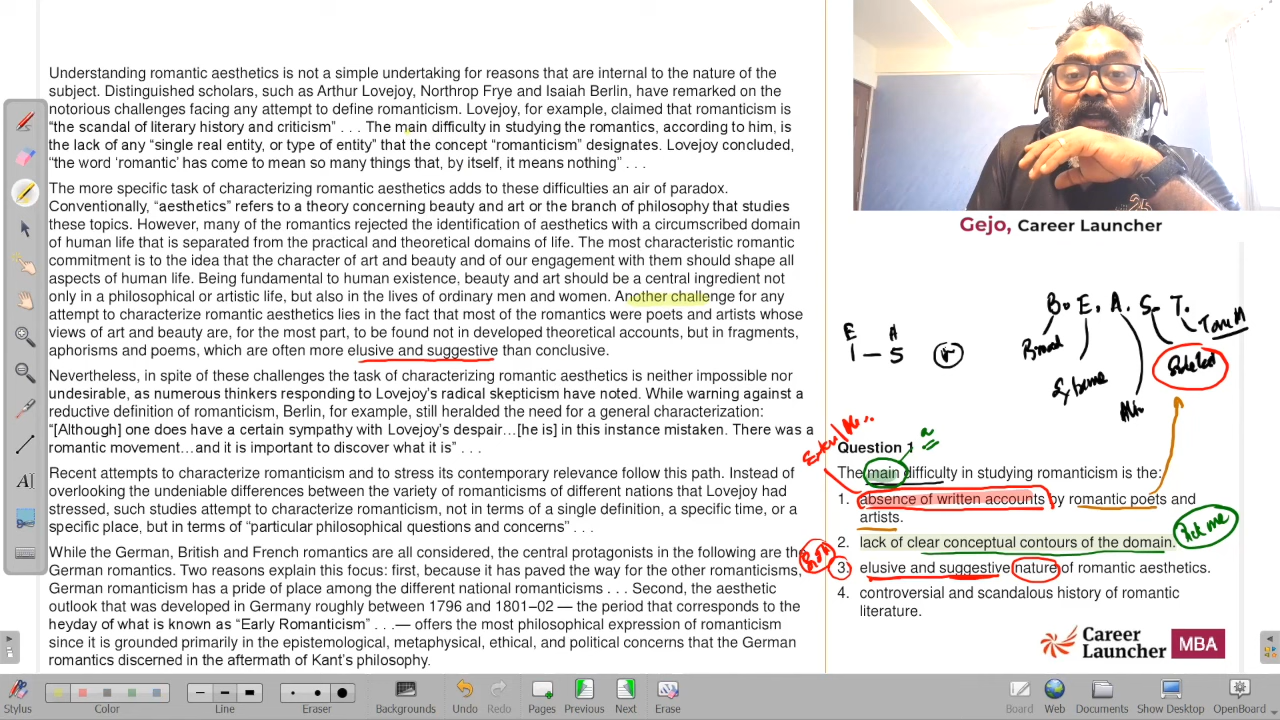 Understanding romantic aesthetics is not a simple undertaking for reasons that are internal to the nature of the
subject. Distinguished scholars, such as Arthur Lovejoy, Northrop Frye and Isaiah Berlin, have remarked on the
notorious challenges facing any attempt to define romanticism. Lovejoy, for example, claimed that romanticism is
“the scandal of literary history and criticism” . . . The main difficulty in studying the romantics, according to him, is
the lack of any “single real entity, or type of entity” that the concept “romanticism” designates. Lovejoy concluded,
“the word ‘romantic’ has come to mean so many things that, by itself, it means nothing” . . .
The more specific task of characterizing romantic aesthetics adds to these difficulties an air of paradox.
Conventionally, “aesthetics” refers to a theory concerning beauty and art or the branch of philosophy that studies
these topics. However, many of the romantics rejected the identification of aesthetics with a circumscribed domain
of human life that is separated from the practical and theoretical domains of life. The most characteristic romantic
commitment is to the idea that the character of art and beauty and of our engagement with them should shape all
aspects of human life. Being fundamental to human existence, beauty and art should be a central ingredient not
only in a philosophical or artistic life, but also in the lives of ordinary men and women. Another challenge for any
attempt to characterize romantic aesthetics lies in the fact that most of the romantics were poets and artists whose
views of art and beauty are, for the most part, to be found not in developed theoretical accounts, but in fragments,
aphorisms and poems, which are often more elusive and suggestive than conclusive.
Nevertheless, in spite of these challenges the task of characterizing romantic aesthetics is neither impossible nor
undesirable, as numerous thinkers responding to Lovejoy’s radical skepticism have noted. While warning against a
reductive definition of romanticism, Berlin, for example, still heralded the need for a general characterization:
“[Although] one does have a certain sympathy with Lovejoy’s despair…[he is] in this instance mistaken. There was a
romantic movement…and it is important to discover what it is” . . .
Recent attempts to characterize romanticism and to stress its contemporary relevance follow this path. Instead of
overlooking the undeniable differences between the variety of romanticisms of different nations that Lovejoy had
stressed, such studies attempt to characterize romanticism, not in terms of a single definition, a specific time, or a
specific place, but in terms of “particular philosophical questions and concerns” . . .
While the German, British and French romantics are all considered, the central protagonists in the following are the
German romantics. Two reasons explain this focus: first, because it has paved the way for the other romanticisms,
German romanticism has a pride of place among the different national romanticisms . . . Second, the aesthetic
outlook that was developed in Germany roughly between 1796 and 1801–02 — the period that corresponds to the
heyday of what is known as “Early Romanticism” . . .— offers the most philosophical expression of romanticism
since it is grounded primarily in the epistemological, metaphysical, ethical, and political concerns that the German
romantics discerned in the aftermath of Kant’s philosophy.
Gejo, Career Launcher
B. E. A. S. T.
Broad
Extreme
E A
1 – 5
Question 1
The main difficulty in studying romanticism is the:
1. absence of written accounts by romantic poets and
artists.
2. lack of clear conceptual contours of the domain.
Pick me
3. elusive and suggestive nature of romantic aesthetics.
4. controversial and scandalous history of romantic
literature.
Career
Launcher
MBA
Stylus
Color
Line
Eraser
Backgrounds
Undo
Redo
Pages
Previous
Next
Erase
Board
Web
Documents
Show Desktop
OpenBoard